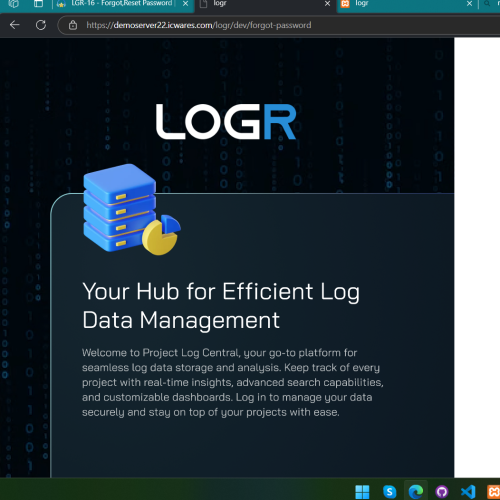 LGR-16 - Forgot,Reset Password
logr
logr
https://demoserver22.icwares.com/logr/dev/forgot-password
LOGR
Your Hub for Efficient Log
Data Management
Welcome to Project Log Central, your go-to platform for
seamless log data storage and analysis. Keep track of every
project with real-time insights, advanced search capabilities,
and customizable dashboards. Log in to manage your data
securely and stay on top of your projects with ease.